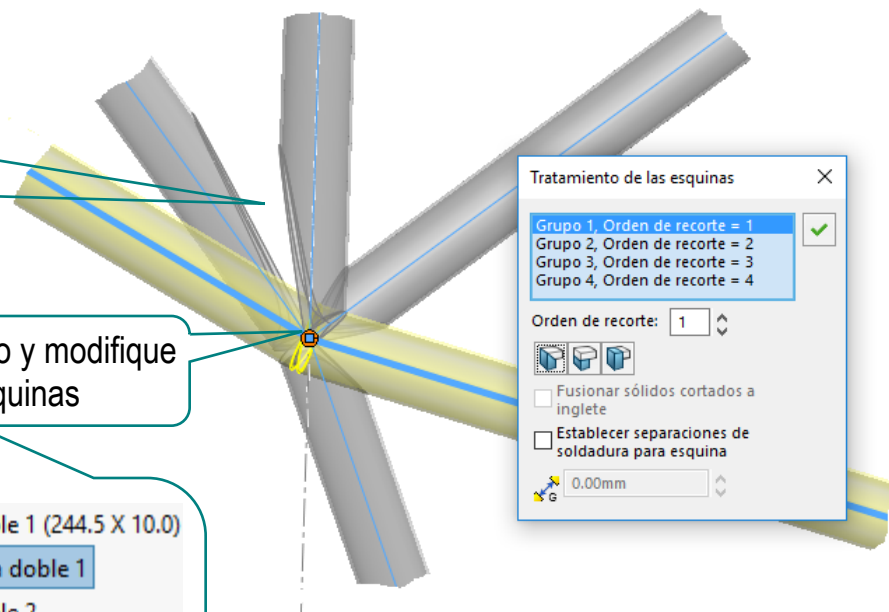 Tratamiento de las esquinas
Grupo 1, Orden de recorte = 1
Grupo 2, Orden de recorte = 2
Grupo 3, Orden de recorte = 3
Grupo 4, Orden de recorte = 4
Orden de recorte: 1
Fusionar sólidos cortados a
inglete
Establecer separaciones de
soldadura para esquina
G 0.00mm
y modifique
1 (244.5 X 10.0)
doble 1